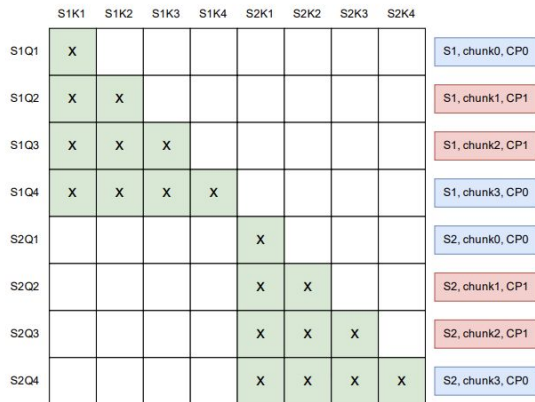 S1K1 S1K2 S1K3 S1K4 S2K1 S2K2 S2K3 S2K4
S1Q1 X S1, chunk0, CP0
S1Q2 X X S1, chunk1, CP1
S1Q3 X X X S1, chunk2, CP1
S1Q4 X X X X S1, chunk3, CP0
S2Q1 X S2, chunk0, CP0
S2Q2 X X S2, chunk1, CP1
S2Q3 X X X S2, chunk2, CP1
S2Q4 X X X X S2, chunk3, CP0